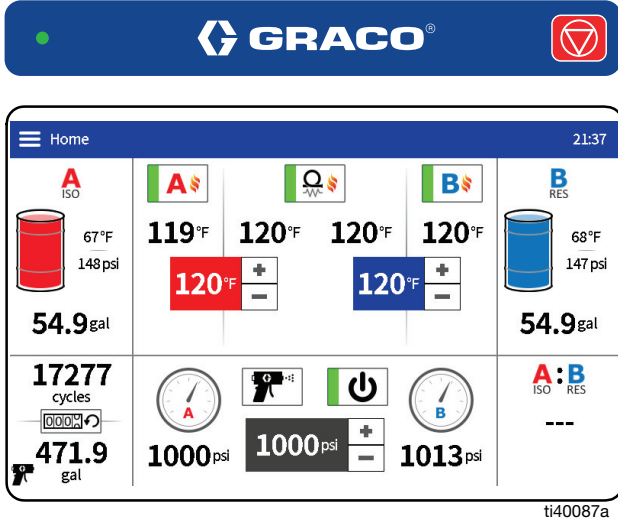 GRACO®
Home 21:37
A
ISO
67°F
148 psi
54.9 gal
A
B
B
RES
119°F 120°F 120°F 120°F
120°F + −
120°F + −
68°F
147 psi
54.9 gal
17277
cycles
000
471.9
gal
A
1000 psi
1000 psi + −
B
1013 psi
A:B
ISO RES
---
ti40087a